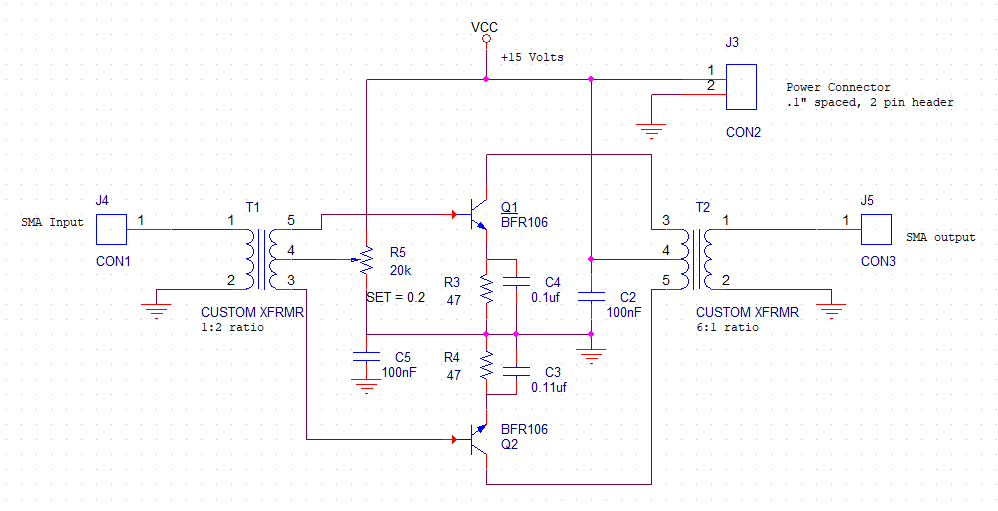 VCC
+15 Volts
J3
1
2
Power Connector
.1" spaced, 2 pin header
CON2
J4
SMA Input
1
CON1
T1
1
2
5
4
3
CUSTOM XFRMR
1:2 ratio
R5
20k
SET = 0.2
C5
100nF
Q1
BFR106
R3
47
C4
0.1uf
R4
47
C3
0.11uf
BFR106
Q2
C2
100nF
T2
3
4
5
1
2
CUSTOM XFRMR
6:1 ratio
J5
1
SMA output
CON3